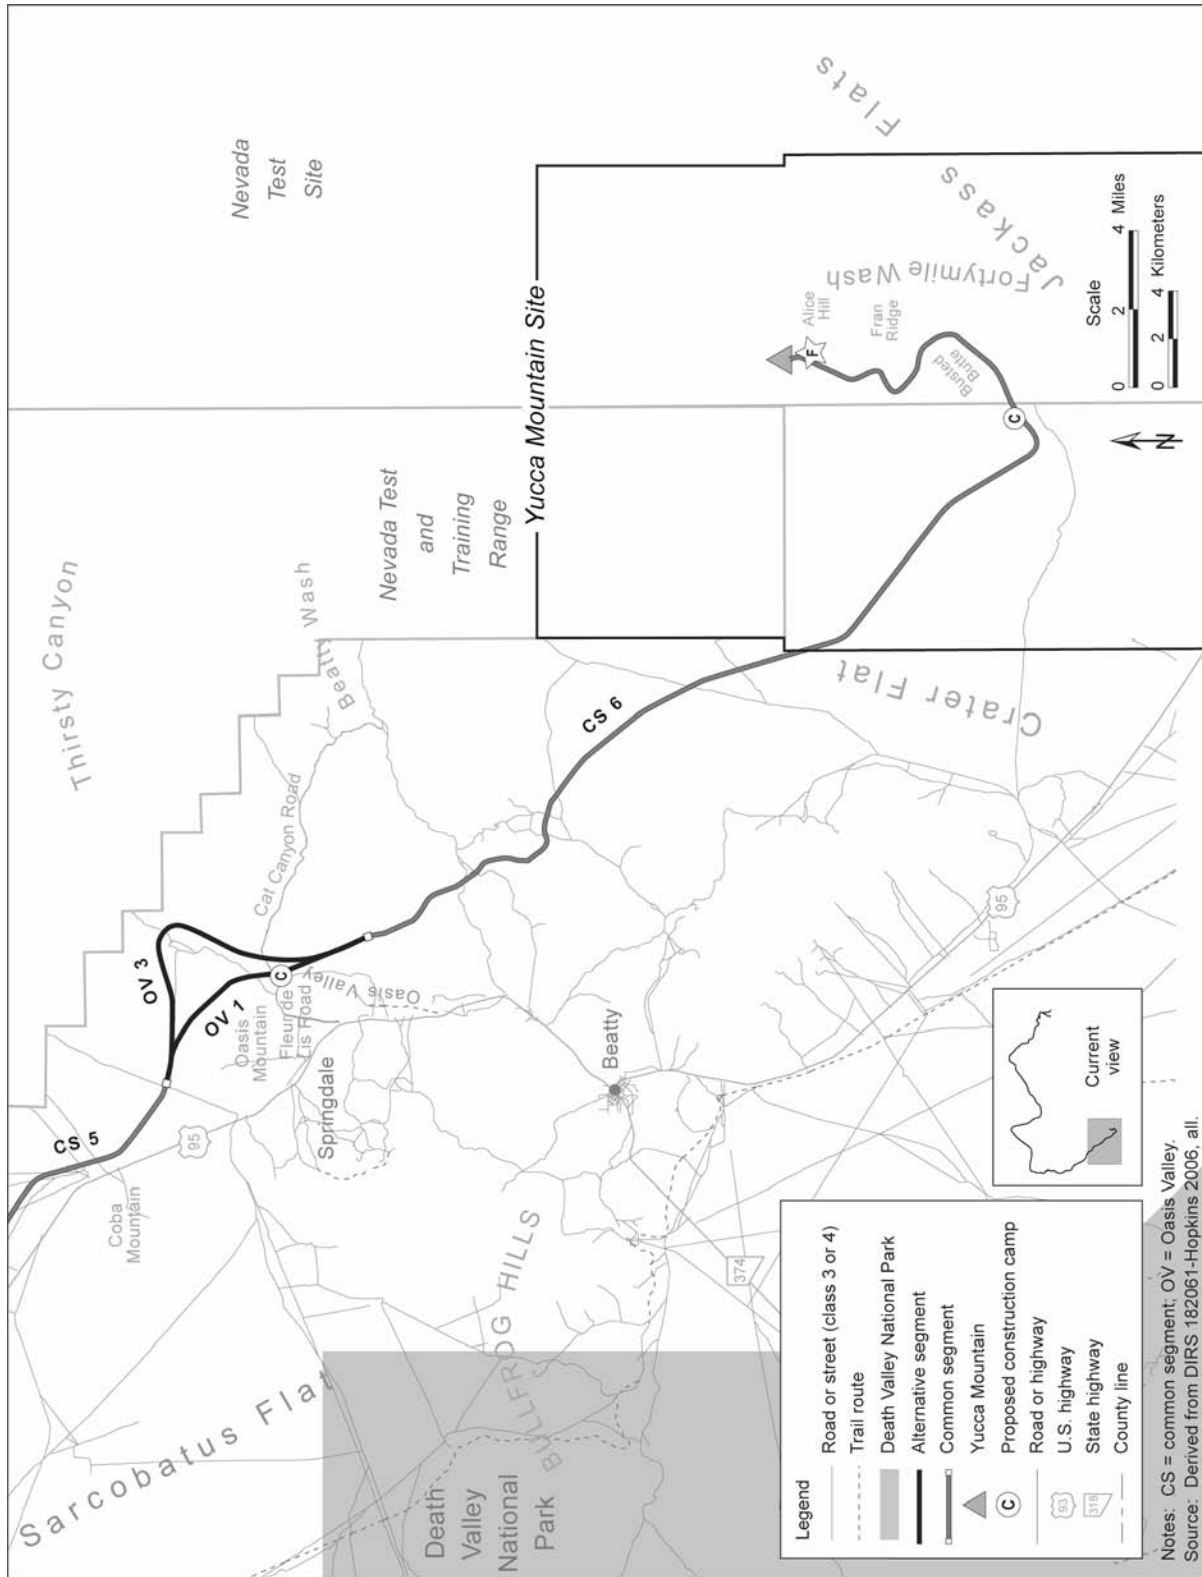 Sarcobatus Flat
Thirsty Canyon
Nevada
Test
Site
CS 5
Coba
Mountain
95
OV 3
OV 1
Oasis
Mountain
Fleur de
Lis Road
C
Cat Canyon Road
Beatty Wash
Springdale
Oasis Valley
Nevada Test
and
Training
Range
Yucca Mountain Site
Death
Valley
National
Park
BULLFROG HILLS
Beatty
CS 6
374
95
Crater Flat
F
Alice
Hill
Fran
Ridge
Busted
Butte
Fortymile Wash
Jackass Flats
C
Legend
Road or street (class 3 or 4)
Trail route
Death Valley National Park
Alternative segment
Common segment
Yucca Mountain
C Proposed construction camp
Road or highway
93 U.S. highway
318 State highway
County line
Current
view
N
Scale
0 2 4 Miles
0 2 4 Kilometers
Notes: CS = common segment; OV = Oasis Valley.
Source: Derived from DIRS 182061-Hopkins 2006, all.